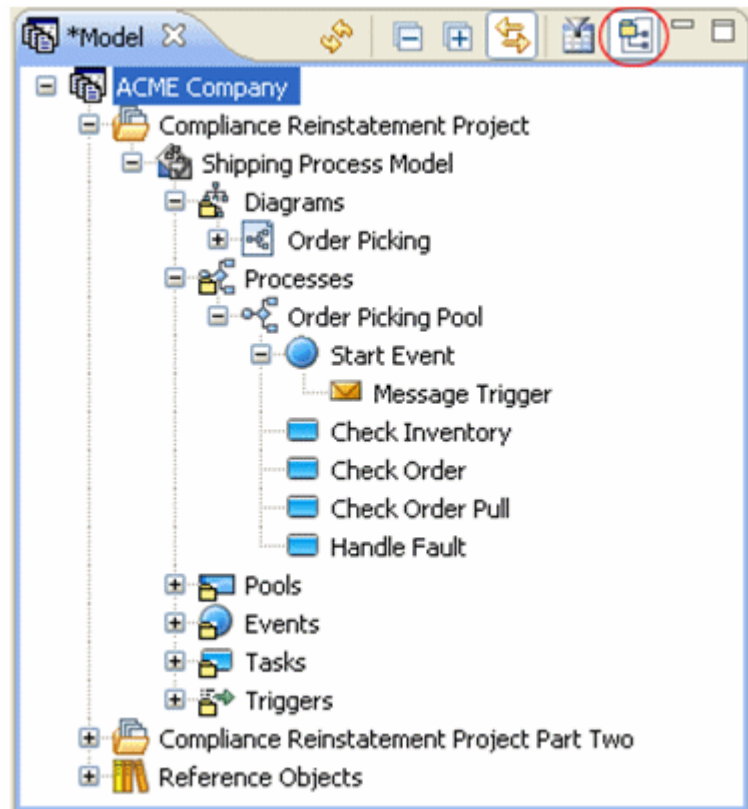 *Model
ACME Company
Compliance Reinstatement Project
Shipping Process Model
Diagrams
Order Picking
Processes
Order Picking Pool
Start Event
Message Trigger
Check Inventory
Check Order
Check Order Pull
Handle Fault
Pools
Events
Tasks
Triggers
Compliance Reinstatement Project Part Two
Reference Objects